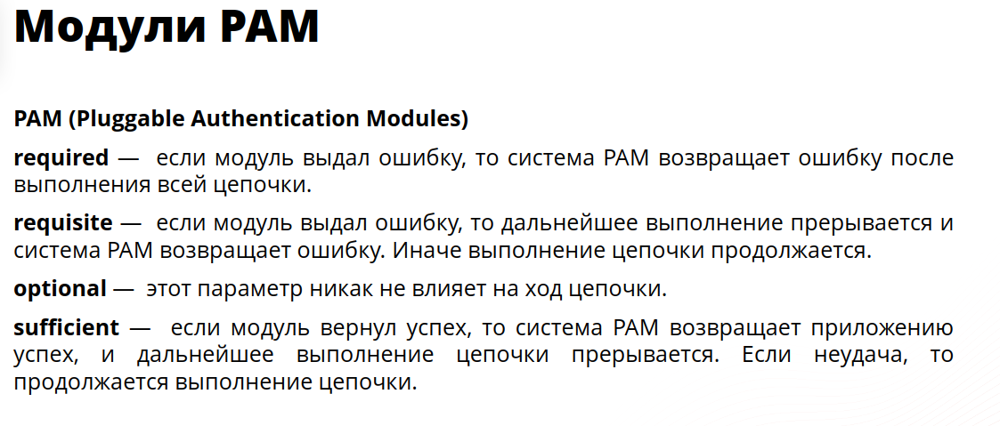 Модули PAM
PAM (Pluggable Authentication Modules)
required — если модуль выдал ошибку, то система PAM возвращает ошибку после
выполнения всей цепочки.
requisite — если модуль выдал ошибку, то дальнейшее выполнение прерывается и
система PAM возвращает ошибку. Иначе выполнение цепочки продолжается.
optional — этот параметр никак не влияет на ход цепочки.
sufficient — если модуль вернул успех, то система PAM возвращает приложению
успех, и дальнейшее выполнение цепочки прерывается. Если неудача, то
продолжается выполнение цепочки.